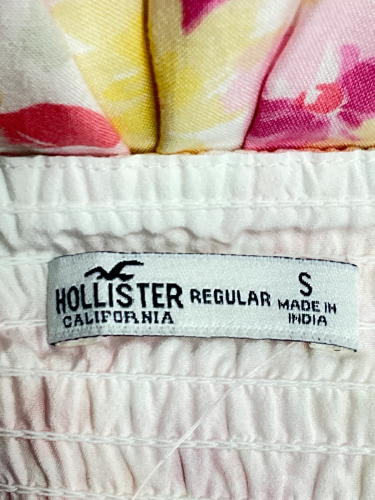 HOLLISTER
CALIFORNIA
REGULAR
S
MADE IN
INDIA